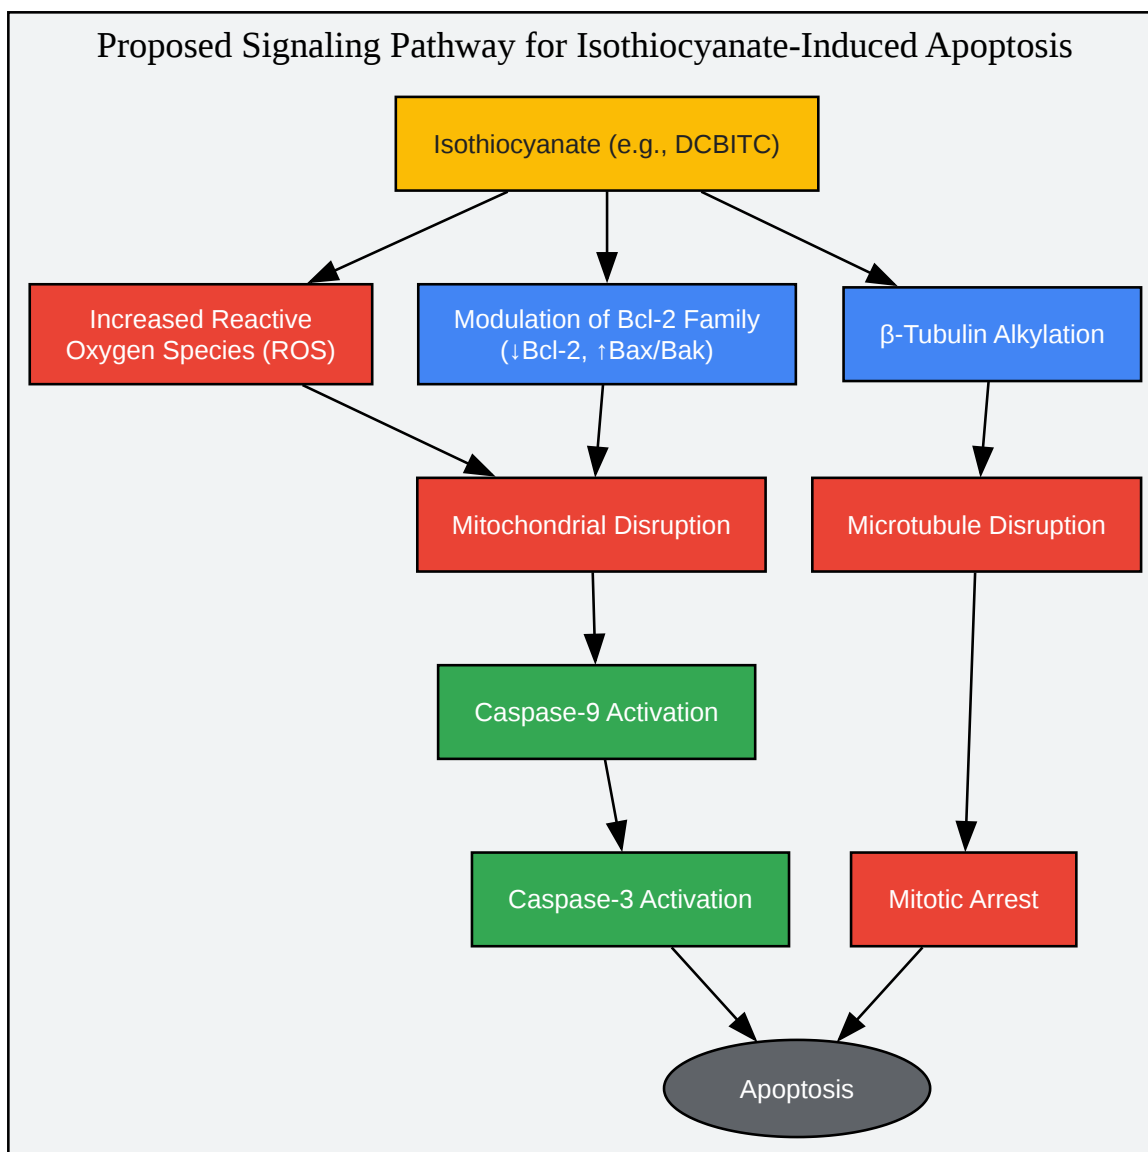 Proposed Signaling Pathway for Isothiocyanate-Induced Apoptosis
Isothiocyanate (e.g., DCBITC)
Increased Reactive
Oxygen Species (ROS)
Modulation of Bcl-2 Family
(↓Bcl-2, ↑Bax/Bak)
β-Tubulin Alkylation
Mitochondrial Disruption
Microtubule Disruption
Caspase-9 Activation
Caspase-3 Activation
Mitotic Arrest
Apoptosis